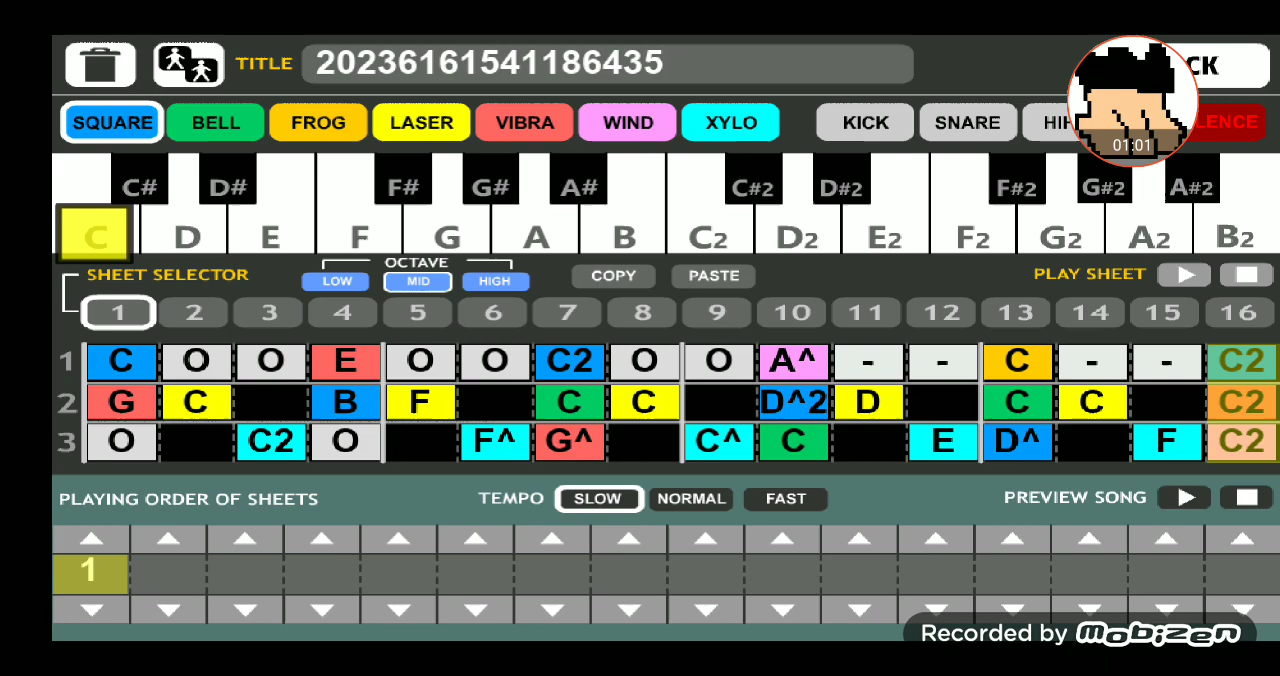 TITLE 20236161541186435 CK
SQUARE BELL FROG LASER VIBRA WIND XYLO KICK SNARE
01:01
C# D# F# G# A# C#2 D#2 F#2 G#2 A#2
C D E F G A B C2 D2 E2 F2 G2 A2 B2
SHEET SELECTOR OCTAVE LOW MID HIGH COPY PASTE PLAY SHEET
1 2 3 4 5 6 7 8 9 10 11 12 13 14 15 16
1 C O O E O O C2 O O A^ - - C - - C2
2 G C B F C C D^2 D C C C2
3 O C2 O F^ G^ C^ C E D^ F C2
PLAYING ORDER OF SHEETS TEMPO SLOW NORMAL FAST PREVIEW SONG
1
Recorded by mobizen